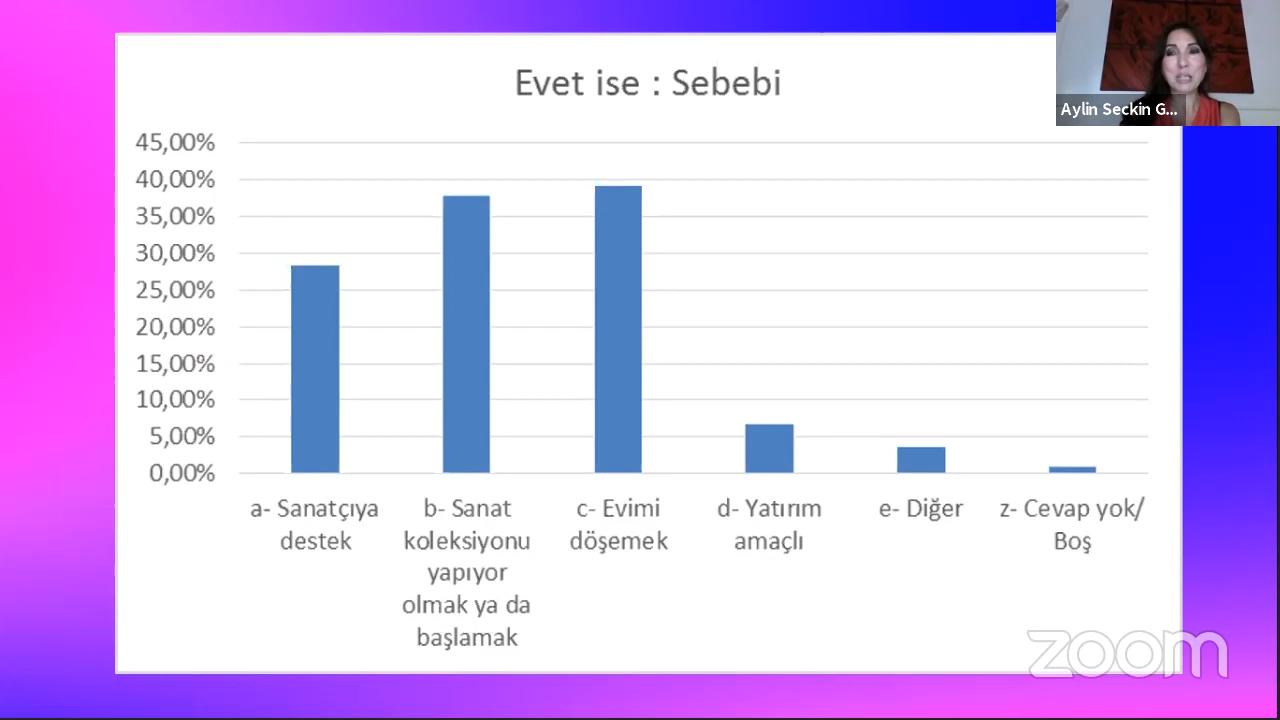 Evet ise : Sebebi
Aylin Seckin G...
45,00%
40,00%
35,00%
30,00%
25,00%
20,00%
15,00%
10,00%
5,00%
0,00%
a- Sanatçıya
destek
b- Sanat
koleksiyonu
yapıyor
olmak ya da
başlamak
c- Evimi
döşemek
d- Yatırım
amaçlı
e- Diğer
z- Cevap yok/
Boş
zoom